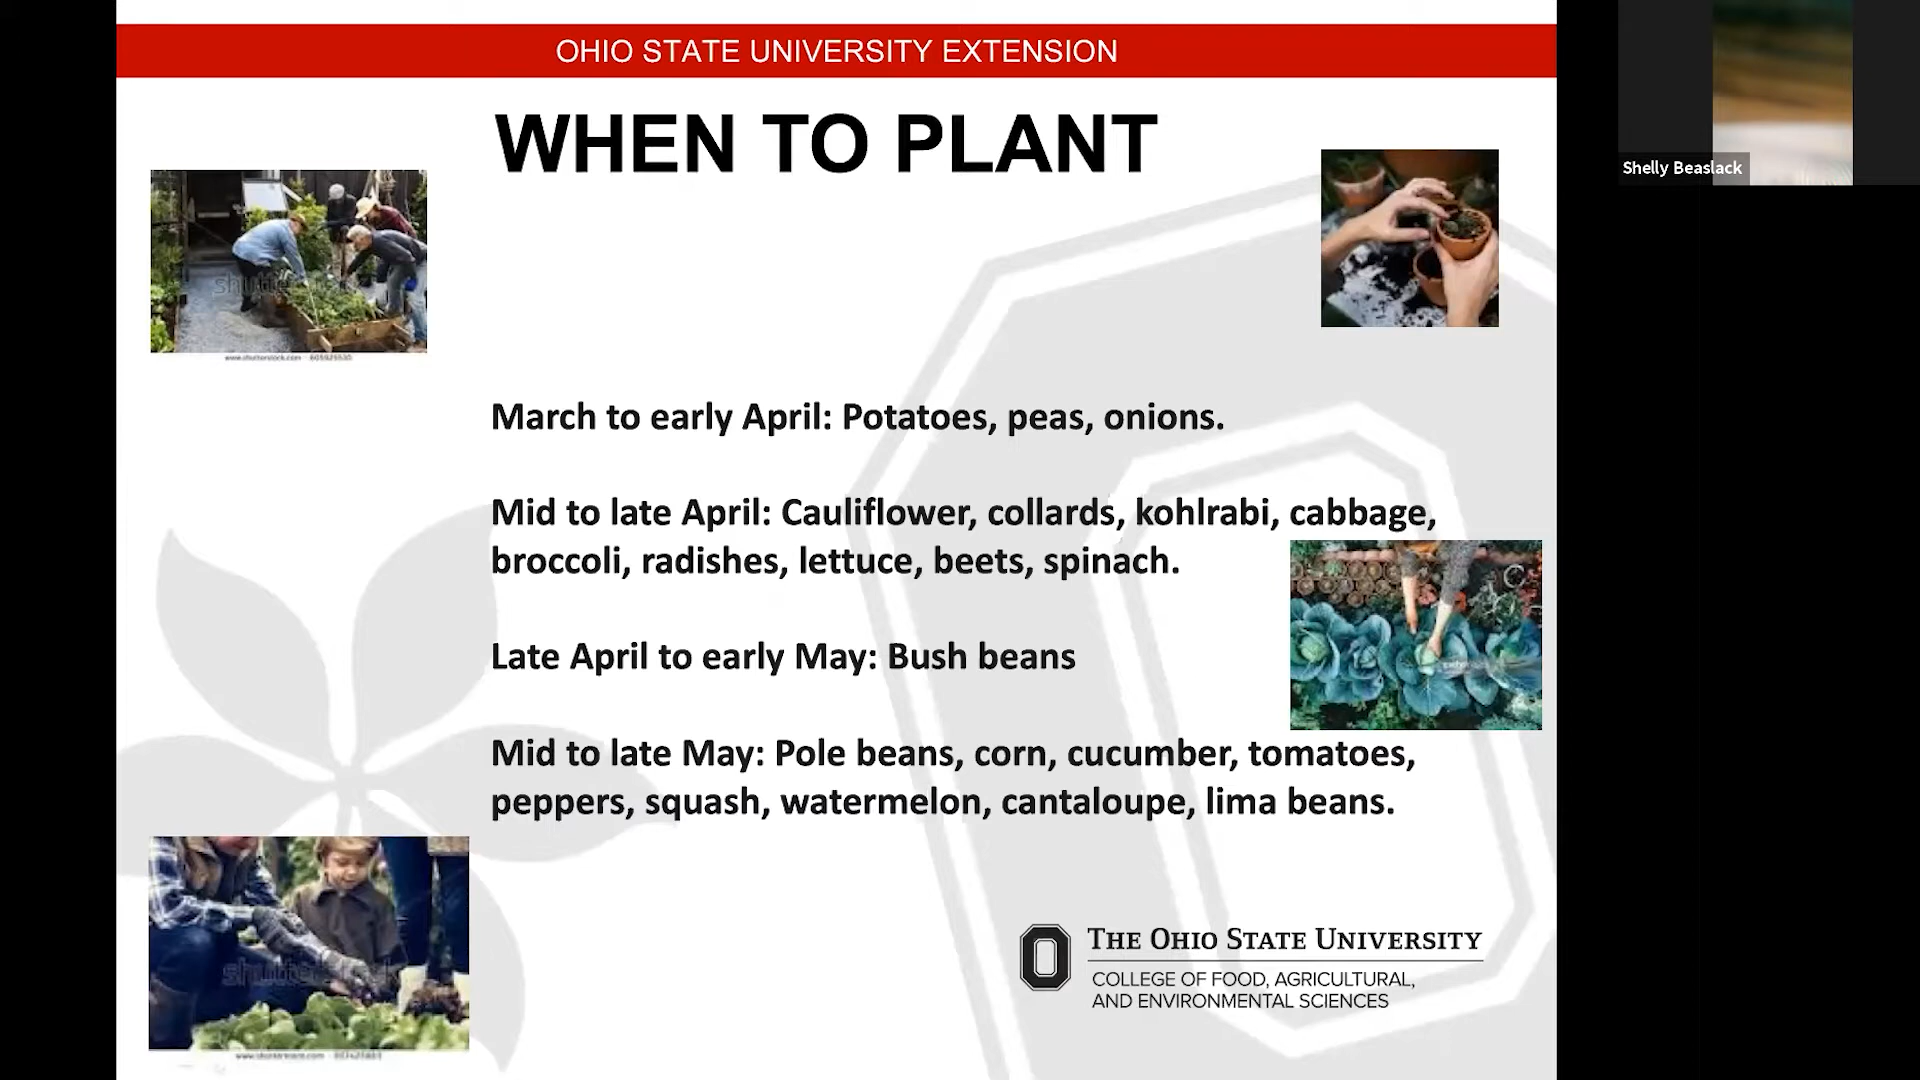 OHIO STATE UNIVERSITY EXTENSION
WHEN TO PLANT
Shelly Beaslack
shutterstock
March to early April: Potatoes, peas, onions.
Mid to late April: Cauliflower, collards, kohlrabi, cabbage,
broccoli, radishes, lettuce, beets, spinach.
Late April to early May: Bush beans
Mid to late May: Pole beans, corn, cucumber, tomatoes,
peppers, squash, watermelon, cantaloupe, lima beans.
shutterstock
THE OHIO STATE UNIVERSITY
COLLEGE OF FOOD, AGRICULTURAL,
AND ENVIRONMENTAL SCIENCES